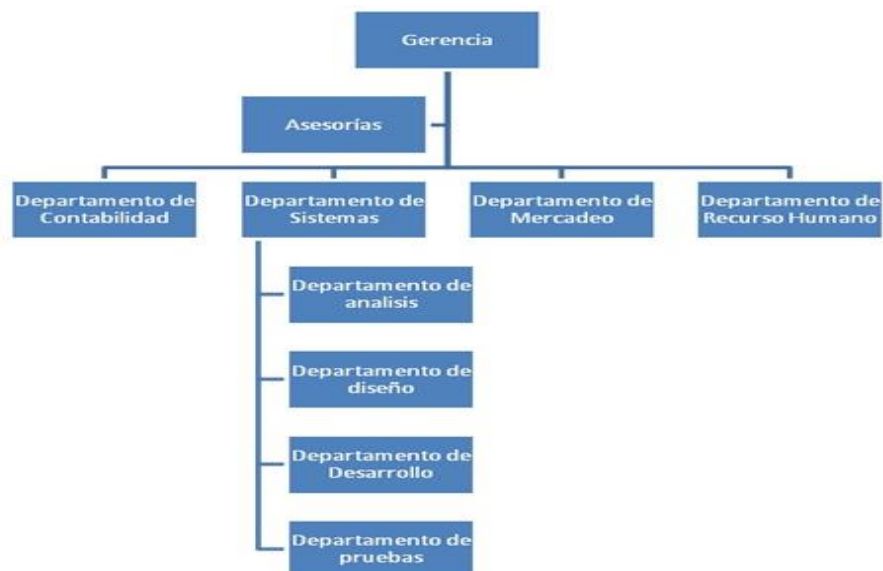 Gerencia
Asesorías
Departamento de
Contabilidad
Departamento de
Sistemas
Departamento de
Mercadeo
Departamento de
Recurso Humano
Departamento de
analisis
Departamento de
diseño
Departamento de
Desarrollo
Departamento de
pruebas